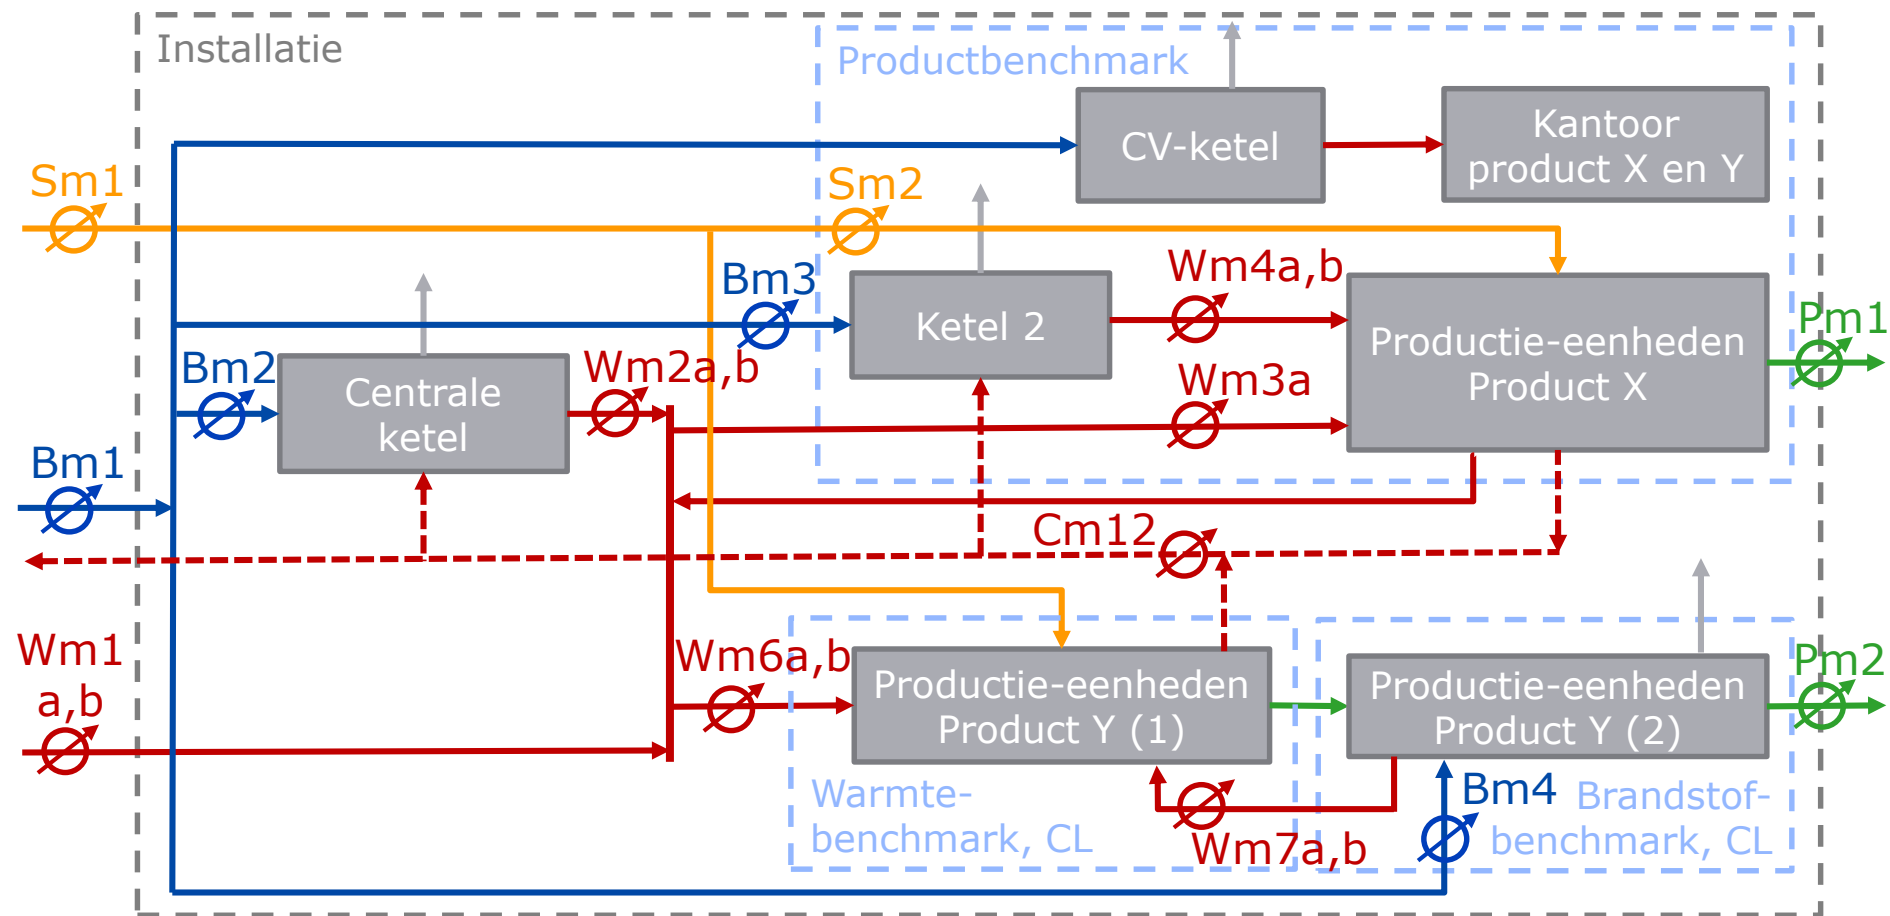 Installatie
Productbenchmark
CV-ketel
Kantoor
product X en Y
Sm1
Sm2
Bm3
Ketel 2
Wm4a,b
Productie-eenheden
Product X
Pm1
Bm2
Centrale
ketel
Wm2a,b
Wm3a
Bm1
Cm12
Wm1
a,b
Wm6a,b
Productie-eenheden
Product Y (1)
Productie-eenheden
Product Y (2)
Pm2
Warmte-
benchmark, CL
Wm7a,b
Bm4
Brandstof-
benchmark, CL